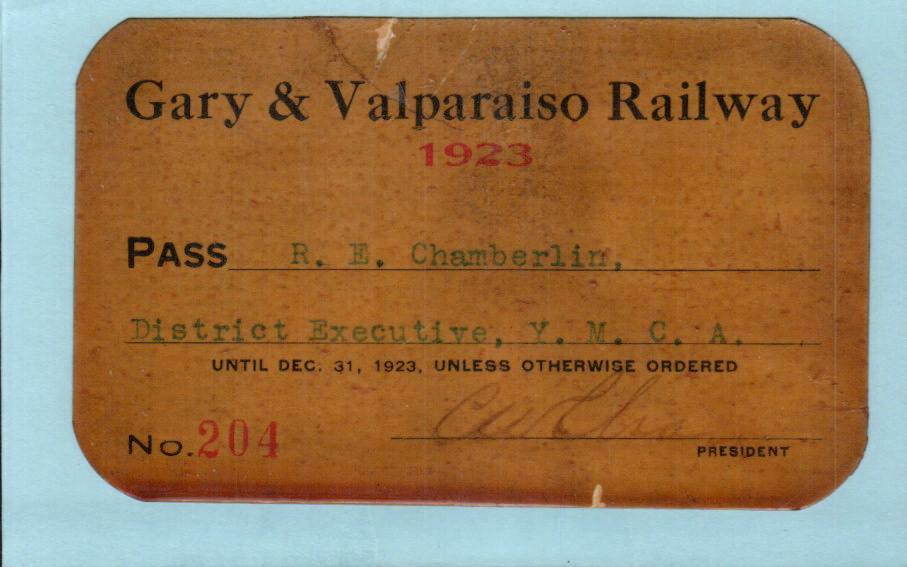 Gary & Valparaiso Railway
1923
PASS R. E. Chamberlin,
District Executive, Y. M. C. A.
UNTIL DEC. 31, 1923, UNLESS OTHERWISE ORDERED
No. 204
PRESIDENT